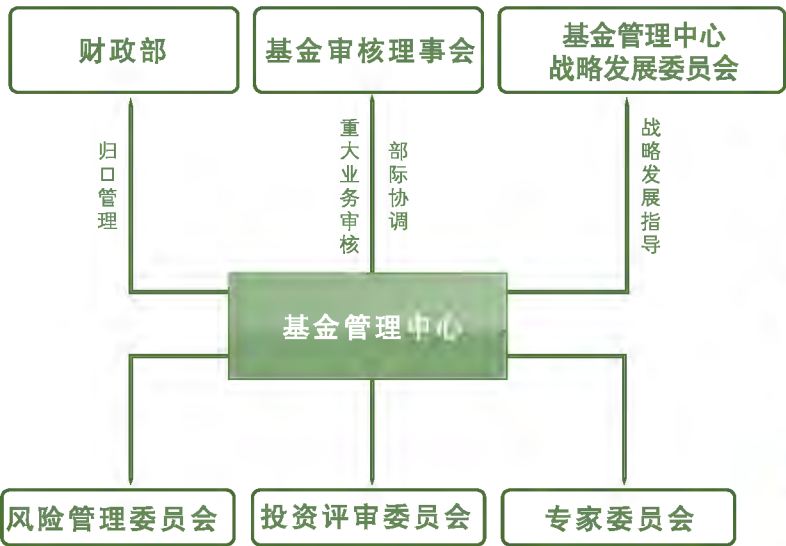 财政部
基金审核理事会
基金管理中心
战略发展委员会
归口管理
重大业务审核
部际协调
战略发展指导
基金管理中心
风险管理委员会
投资评审委员会
专家委员会